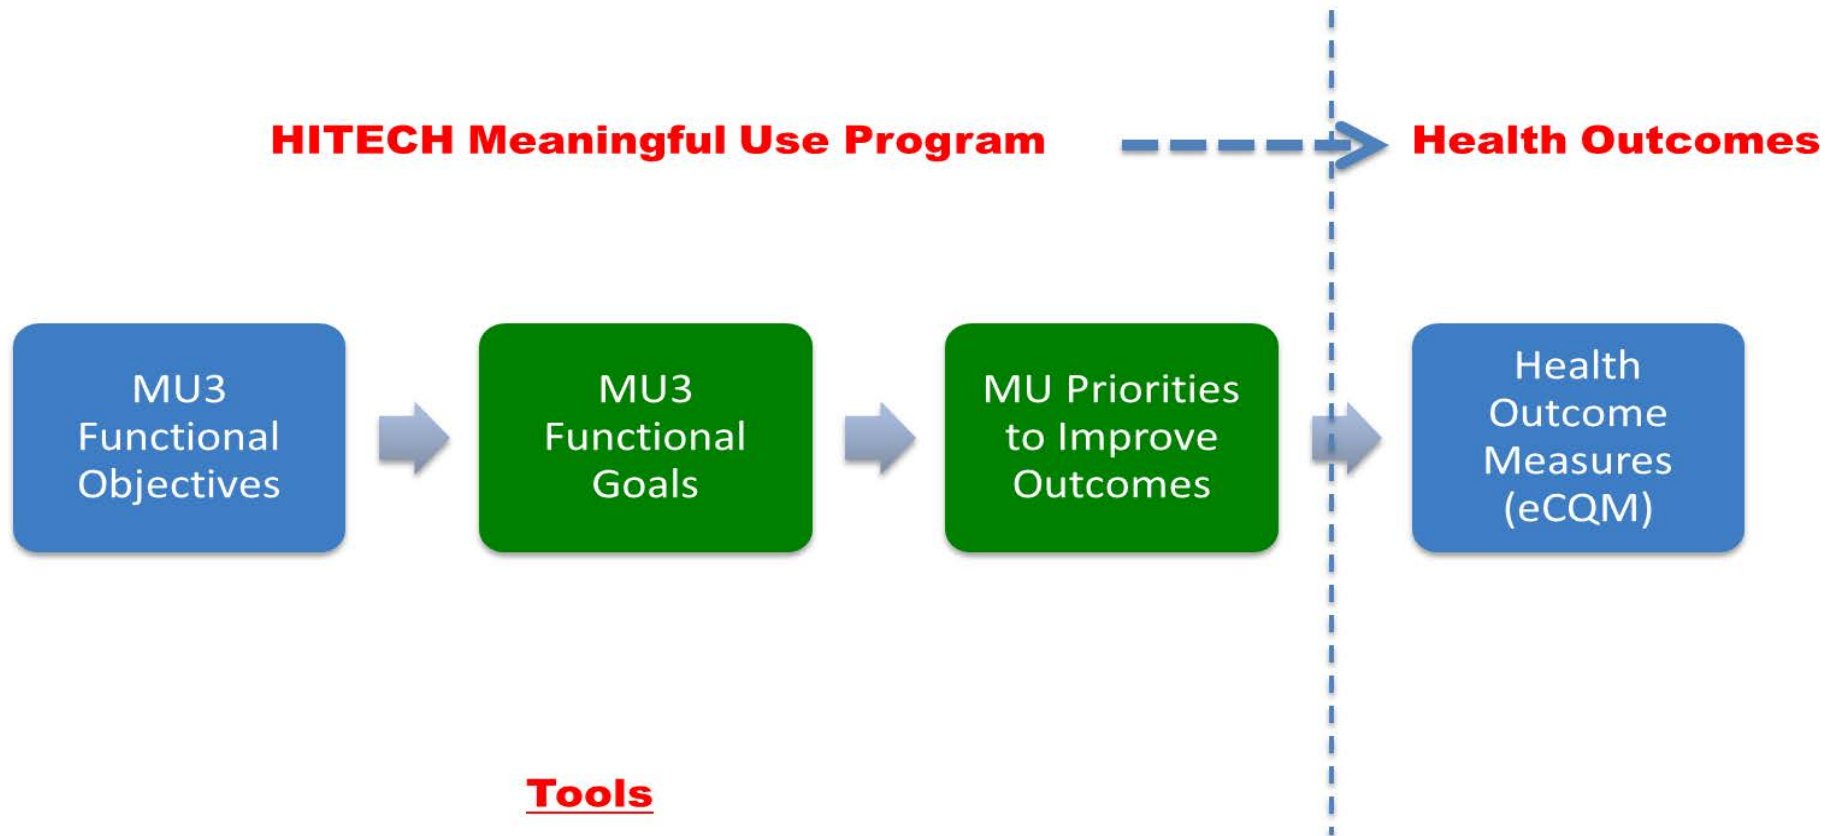 HITECH Meaningful Use Program
Health Outcomes
MU3
Functional
Objectives
MU3
Functional
Goals
MU Priorities
to Improve
Outcomes
Health
Outcome
Measures
(eCQM)
Tools